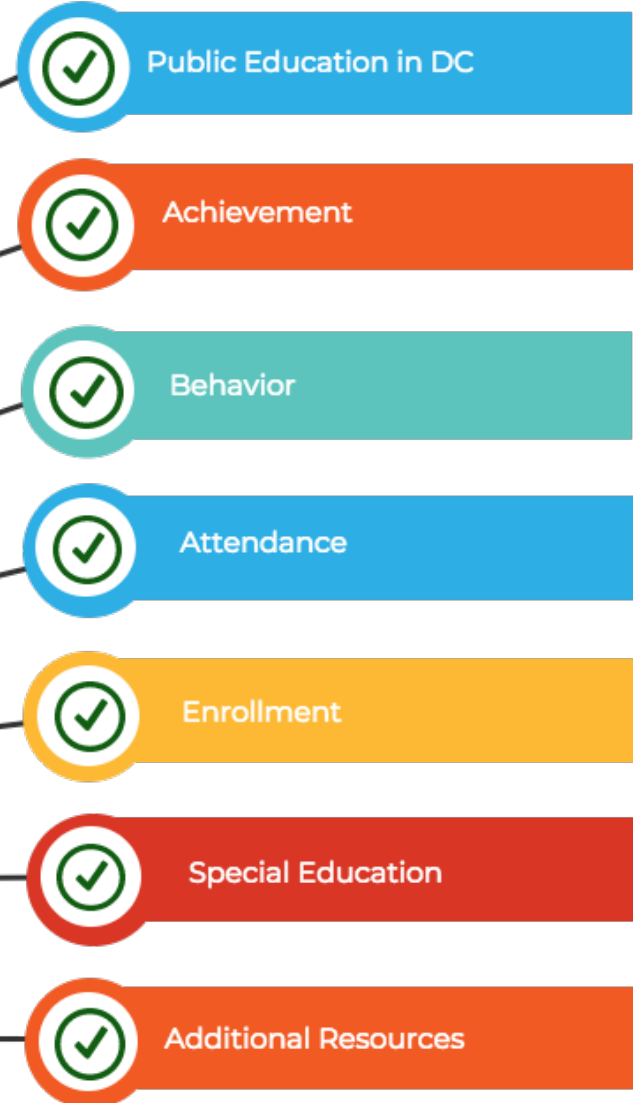 Public Education in DC
Achievement
Behavior
Attendance
Enrollment
Special Education
Additional Resources